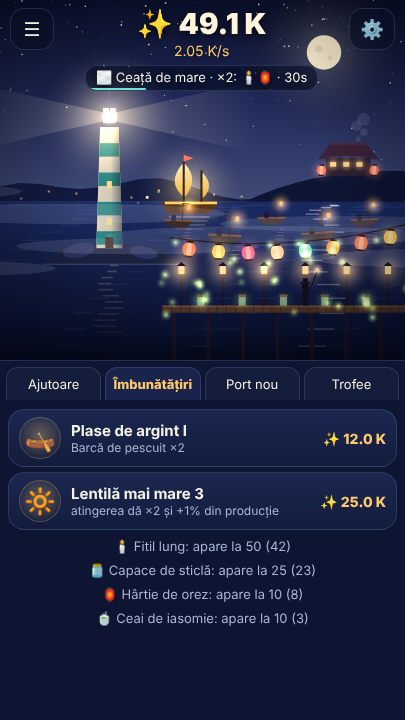 49.1 K
2.05 K/s
Ceață de mare · ×2: · 30s
Ajutoare
Îmbunătățiri
Port nou
Trofee
Plase de argint I
Barcă de pescuit ×2
12.0 K
Lentilă mai mare 3
atingerea dă ×2 și +1% din producție
25.0 K
Fitil lung: apare la 50 (42)
Capace de sticlă: apare la 25 (23)
Hârtie de orez: apare la 10 (8)
Ceai de iasomie: apare la 10 (3)